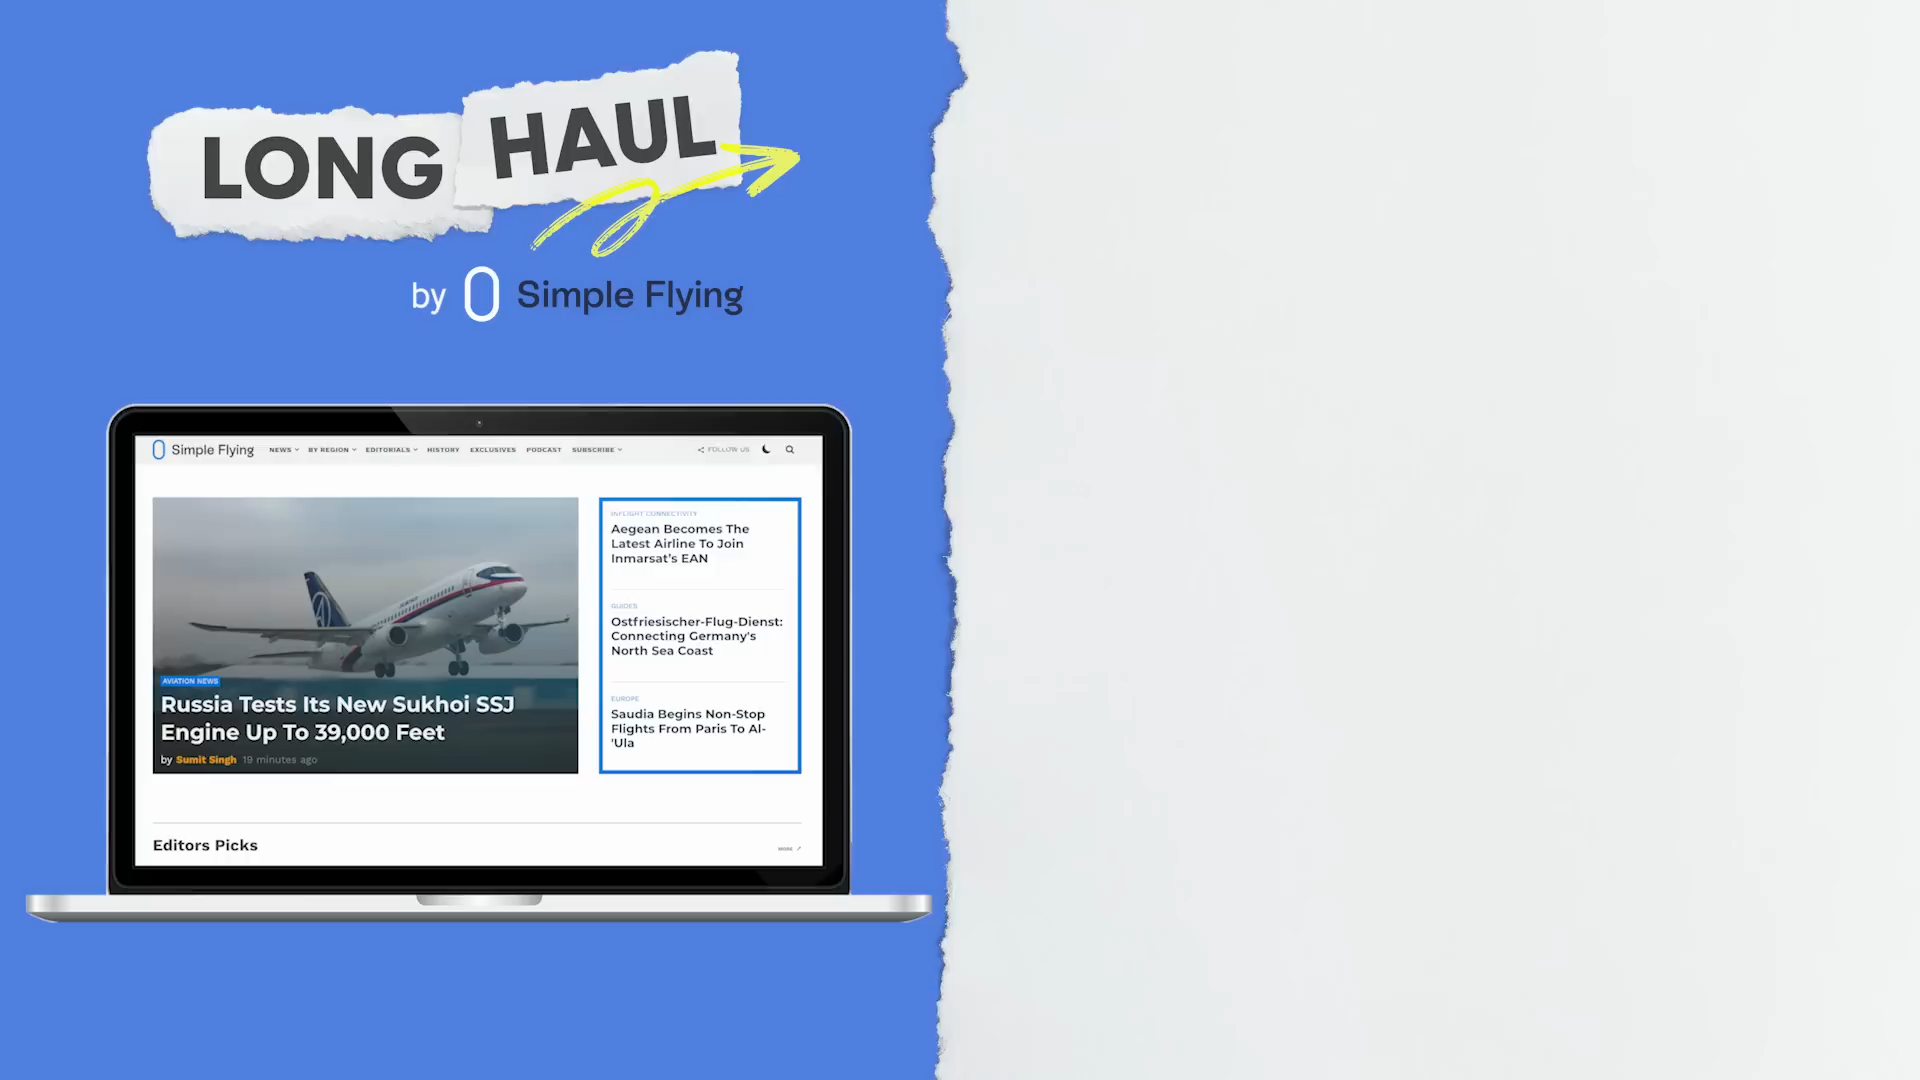 LONG HAUL
by Simple Flying
Simple Flying NEWS BY REGION EDITORIALS HISTORY EXCLUSIVES PODCAST SUBSCRIBE FOLLOW US
AVIATION NEWS
Russia Tests Its New Sukhoi SSJ
Engine Up To 39,000 Feet
by Sumit Singh 19 minutes ago
INFLIGHT CONNECTIVITY
Aegean Becomes The
Latest Airline To Join
Inmarsat's EAN
GUIDES
Ostfriesischer-Flug-Dienst:
Connecting Germany's
North Sea Coast
EUROPE
Saudia Begins Non-Stop
Flights From Paris To Al-
'Ula
Editors Picks
MORE